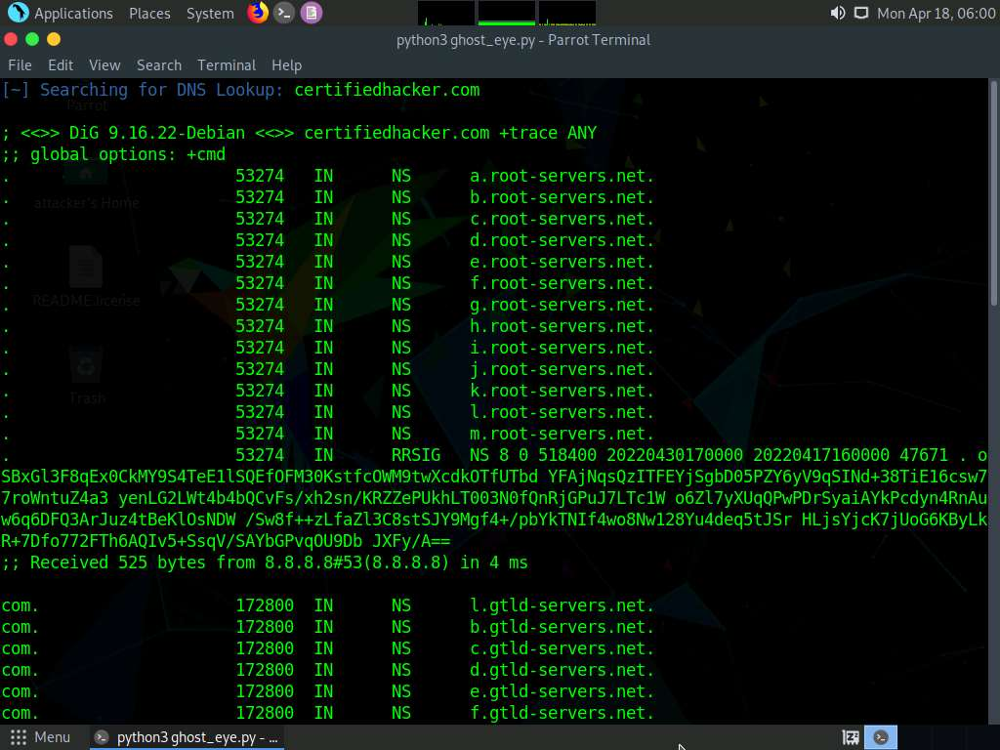 Applications Places System Mon Apr 18, 06:00
python3 ghost_eye.py - Parrot Terminal
File Edit View Search Terminal Help
[~] Searching for DNS Lookup: certifiedhacker.com
Parrot
; <<>> DiG 9.16.22-Debian <<>> certifiedhacker.com +trace ANY
;; global options: +cmd
. 53274 IN NS a.root-servers.net.
. 53274 IN NS b.root-servers.net.
attacker's Home
. 53274 IN NS c.root-servers.net.
. 53274 IN NS d.root-servers.net.
. 53274 IN NS e.root-servers.net.
. 53274 IN NS f.root-servers.net.
. 53274 IN NS g.root-servers.net.
README.license
. 53274 IN NS h.root-servers.net.
. 53274 IN NS i.root-servers.net.
. 53274 IN NS j.root-servers.net.
. 53274 IN NS k.root-servers.net.
Trash
. 53274 IN NS l.root-servers.net.
. 53274 IN NS m.root-servers.net.
. 53274 IN RRSIG NS 8 0 518400 20220430170000 20220417160000 47671 . o
SBxGl3F8qEx0CkMY9S4TeE1lSQEfOFM30KstfcOWM9twXcdkOTfUTbd YFAjNqsQzITFEYjSgbD05PZY6yV9qSINd+38TiE16csw7
7roWntuZ4a3 yenLG2LWt4b4bQCvFs/xh2sn/KRZZePUkhLT003N0fQnRjGPuJ7LTc1W o6Zl7yXUqQPwPDrSyaiAYkPcdyn4RnAu
w6q6DFQ3ArJuz4tBeKlOsNDW /Sw8f++zLfaZl3C8stSJY9Mgf4+/pbYkTNIf4wo8Nw128Yu4deq5tJSr HLjsYjcK7jUoG6KByLk
R+7Dfo772FTh6AQIv5+SsqV/SAYbGPvqOU9Db JXFy/A==
;; Received 525 bytes from 8.8.8.8#53(8.8.8.8) in 4 ms
com. 172800 IN NS l.gtld-servers.net.
com. 172800 IN NS b.gtld-servers.net.
com. 172800 IN NS c.gtld-servers.net.
com. 172800 IN NS d.gtld-servers.net.
com. 172800 IN NS e.gtld-servers.net.
com. 172800 IN NS f.gtld-servers.net.
Menu python3 ghost_eye.py - ...